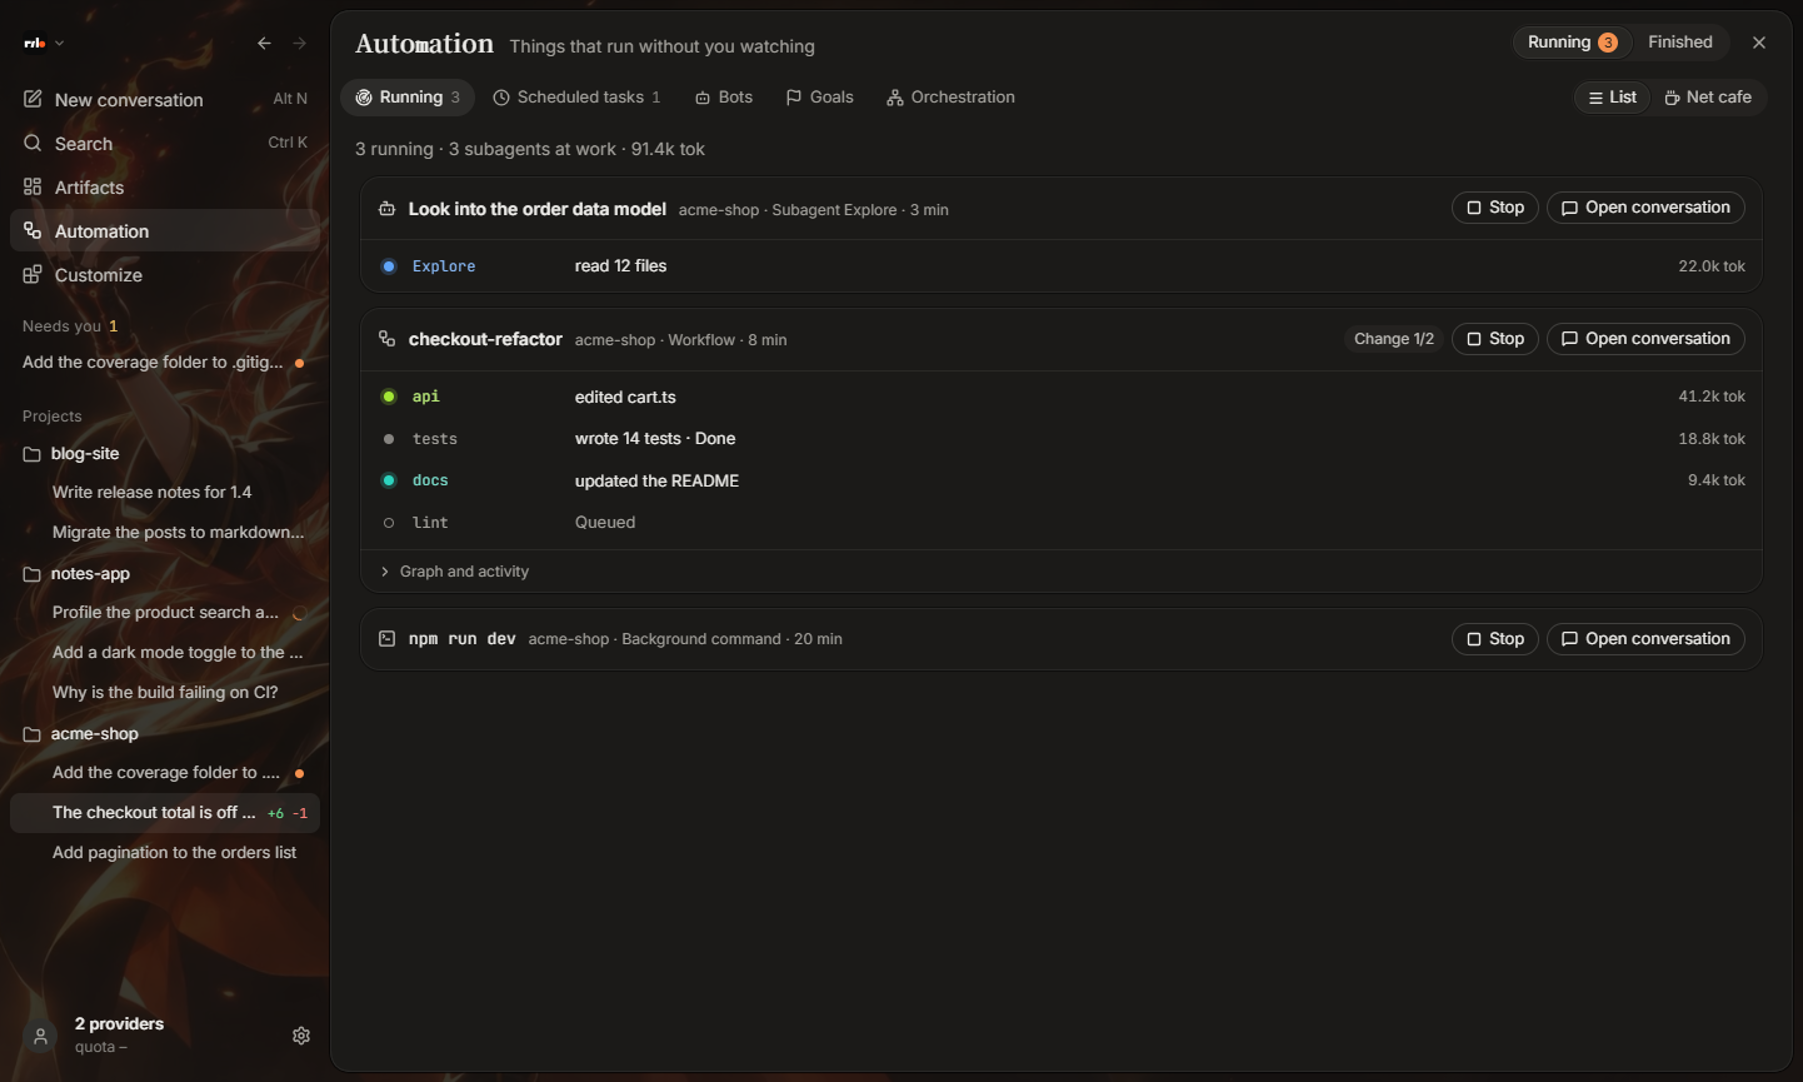 New conversation Alt N
Search Ctrl K
Artifacts
Automation
Customize
Needs you 1
Add the coverage folder to .gitig...
Projects
blog-site
Write release notes for 1.4
Migrate the posts to markdown...
notes-app
Profile the product search a...
Add a dark mode toggle to the ...
Why is the build failing on CI?
acme-shop
Add the coverage folder to ....
The checkout total is off ... +6 -1
Add pagination to the orders list
2 providers
quota –
Automation Things that run without you watching
Running 3 Finished
Running 3 Scheduled tasks 1 Bots Goals Orchestration
List Net cafe
3 running · 3 subagents at work · 91.4k tok
Look into the order data model acme-shop · Subagent Explore · 3 min
Stop Open conversation
Explore read 12 files 22.0k tok
checkout-refactor acme-shop · Workflow · 8 min
Change 1/2 Stop Open conversation
api edited cart.ts 41.2k tok
tests wrote 14 tests · Done 18.8k tok
docs updated the README 9.4k tok
lint Queued
Graph and activity
npm run dev acme-shop · Background command · 20 min
Stop Open conversation